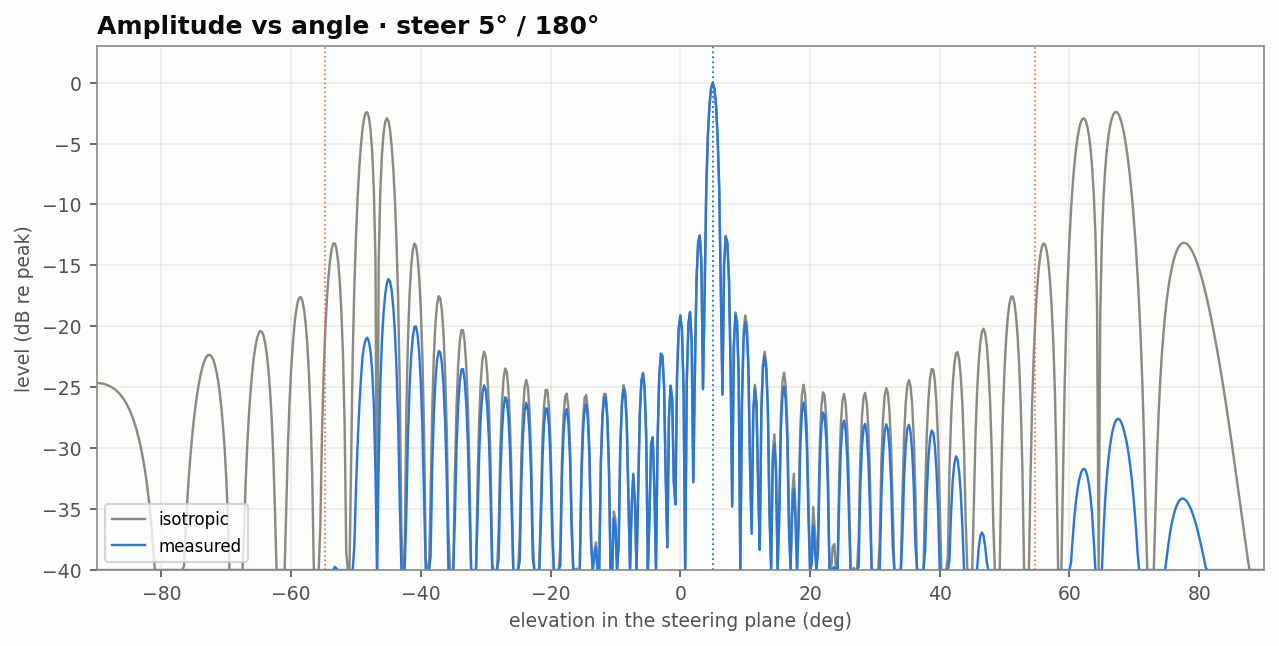 Amplitude vs angle · steer 5° / 180°
level (dB re peak)
0
−5
−10
−15
−20
−25
−30
−35
−40
isotropic
measured
−80 −60 −40 −20 0 20 40 60 80
elevation in the steering plane (deg)